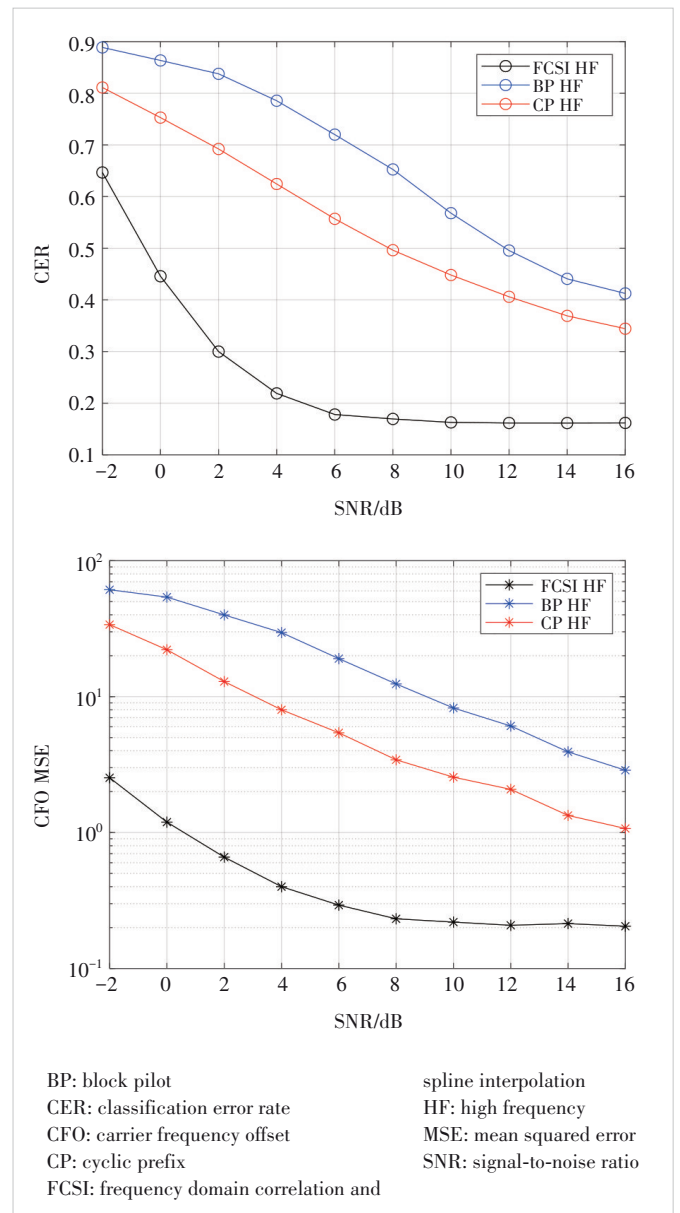 0.9
0.8
0.7
0.6
0.5
0.4
0.3
0.2
0.1
CER
FCSI HF
BP HF
CP HF
−2 0 2 4 6 8 10 12 14 16
SNR/dB
10²
10¹
10⁰
10⁻¹
CFO MSE
FCSI HF
BP HF
CP HF
−2 0 2 4 6 8 10 12 14 16
SNR/dB
BP: block pilot
CER: classification error rate
CFO: carrier frequency offset
CP: cyclic prefix
FCSI: frequency domain correlation and
spline interpolation
HF: high frequency
MSE: mean squared error
SNR: signal-to-noise ratio